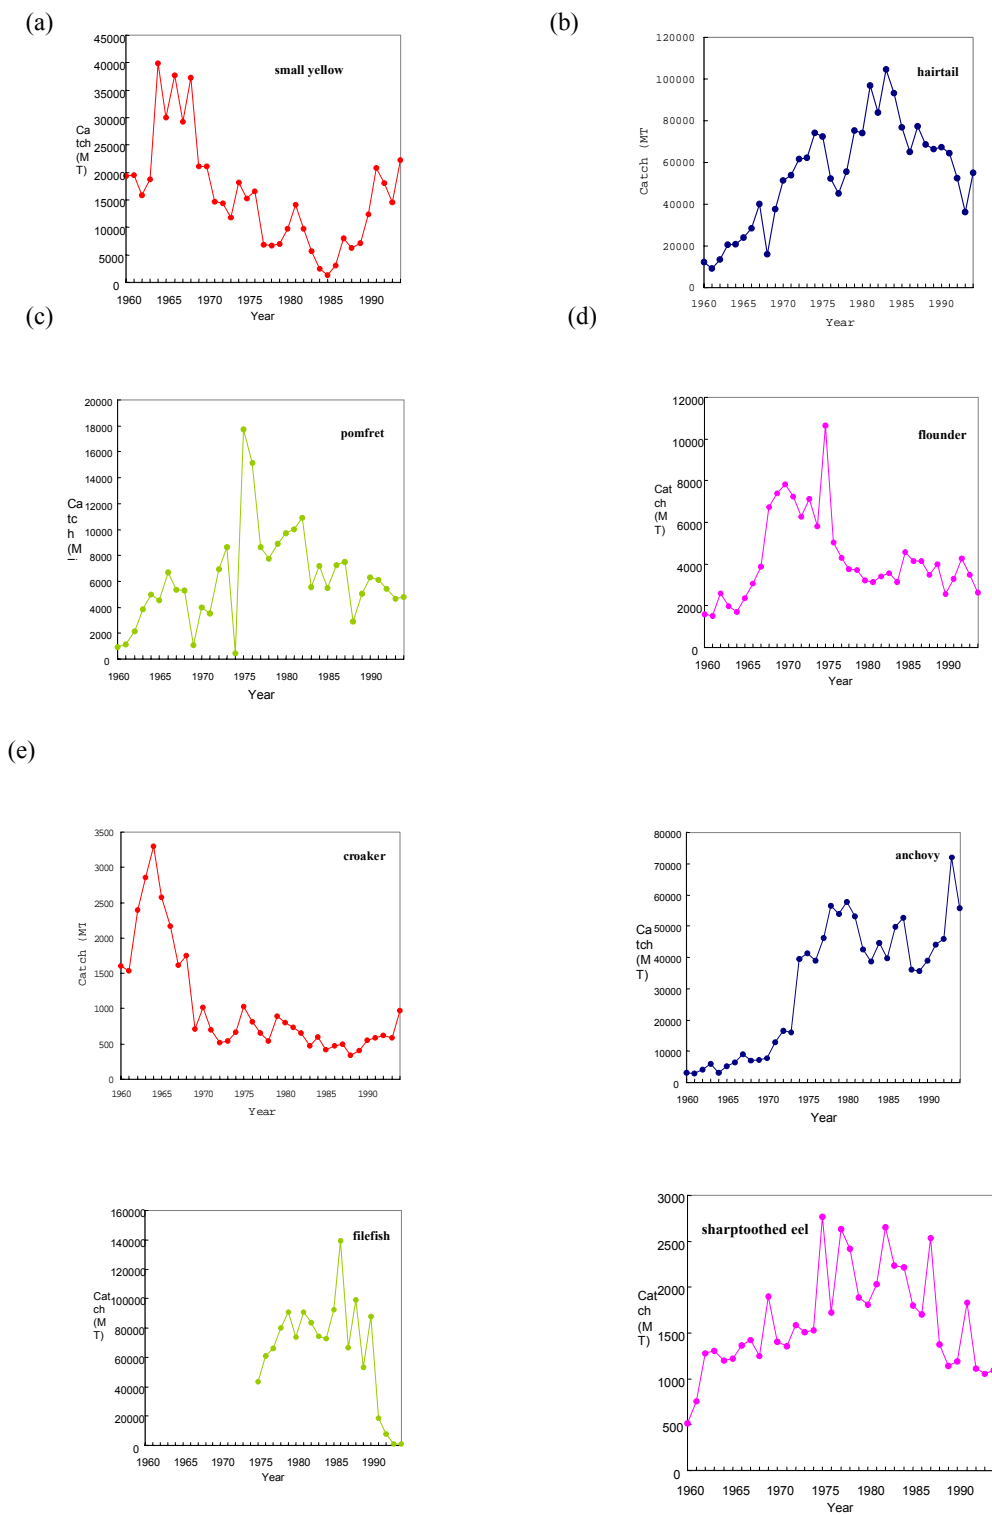 (a)
(b)
45000
40000
35000
30000
25000
20000
15000
10000
5000
0
Ca
tch
(M
T)
small yellow
1960 1965 1970 1975 1980 1985 1990
Year
120000
100000
80000
60000
40000
20000
0
Catch (MT
hairtail
1960 1965 1970 1975 1980 1985 1990
Year
(c)
(d)
20000
18000
16000
14000
12000
10000
8000
6000
4000
2000
0
Ca
tc
h
(M
pomfret
1960 1965 1970 1975 1980 1985 1990
Year
12000
10000
8000
6000
4000
2000
0
Cat
ch
(M
T)
flounder
1960 1965 1970 1975 1980 1985 1990
Year
(e)
3500
3000
2500
2000
1500
1000
500
0
Catch (MT
croaker
1960 1965 1970 1975 1980 1985 1990
Year
80000
70000
60000
50000
40000
30000
20000
10000
0
Ca
tch
(M
T)
anchovy
1960 1965 1970 1975 1980 1985 1990
Year
160000
140000
120000
100000
80000
60000
40000
20000
0
Cat
ch
(M
T)
filefish
1960 1965 1970 1975 1980 1985 1990
Year
3000
2500
2000
1500
1000
500
0
Cat
ch
(M
T)
sharptoothed eel
1960 1965 1970 1975 1980 1985 1990
Year